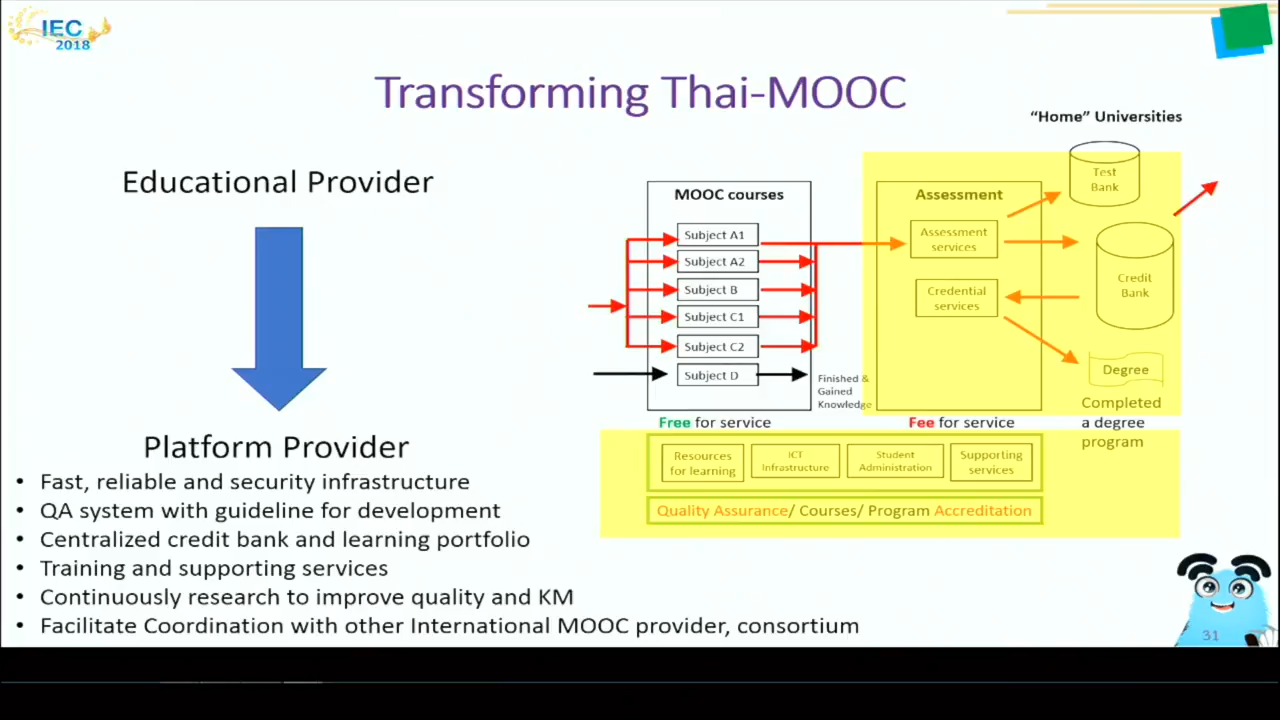 IEC
2018
Transforming Thai-MOOC
Educational Provider
Platform Provider
• Fast, reliable and security infrastructure
• QA system with guideline for development
• Centralized credit bank and learning portfolio
• Training and supporting services
• Continuously research to improve quality and KM
• Facilitate Coordination with other International MOOC provider, consortium
"Home" Universities
MOOC courses
Subject A1
Subject A2
Subject B
Subject C1
Subject C2
Subject D
Finished &
Gained
Knowledge
Free for service
Assessment
Assessment
services
Credential
services
Fee for service
Test
Bank
Credit
Bank
Degree
Completed
a degree
program
Resources
for learning
ICT
Infrastructure
Student
Administration
Supporting
services
Quality Assurance/ Courses/ Program Accreditation
31